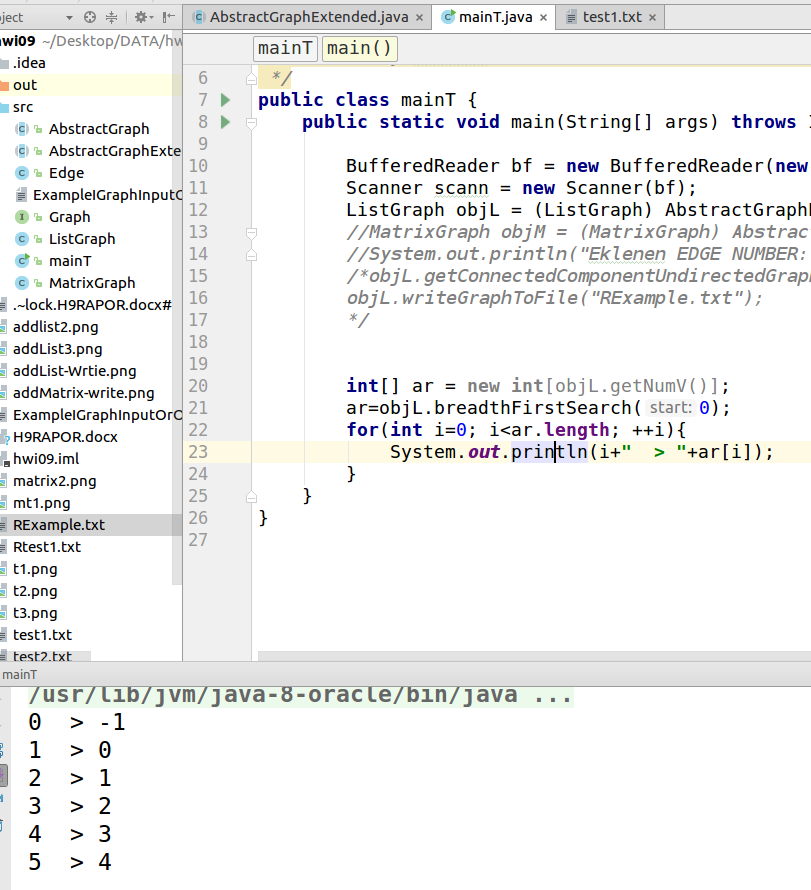 ject
AbstractGraphExtended.java
mainT.java
test1.txt
hwi09 ~/Desktop/DATA/hw
.idea
out
src
AbstractGraph
AbstractGraphExte
Edge
ExampleIGraphInputO
Graph
ListGraph
mainT
MatrixGraph
.~lock.H9RAPOR.docx#
addlist2.png
addList3.png
addList-Wrtie.png
addMatrix-write.png
ExampleIGraphInputOrO
H9RAPOR.docx
hwi09.iml
matrix2.png
mt1.png
RExample.txt
Rtest1.txt
t1.png
t2.png
t3.png
test1.txt
test2.txt
mainT main()
6 */
7 public class mainT {
8 public static void main(String[] args) throws I
9
10 BufferedReader bf = new BufferedReader(new
11 Scanner scann = new Scanner(bf);
12 ListGraph objL = (ListGraph) AbstractGraphE
13 //MatrixGraph objM = (MatrixGraph) Abstrac
14 //System.out.println("Eklenen EDGE NUMBER:
15 /*objL.getConnectedComponentUndirectedGrap
16 objL.writeGraphToFile("RExample.txt");
17 */
18
19
20 int[] ar = new int[objL.getNumV()];
21 ar=objL.breadthFirstSearch( start: 0);
22 for(int i=0; i<ar.length; ++i){
23 System.out.println(i+"  > "+ar[i]);
24 }
25 }
26 }
27
mainT
/usr/lib/jvm/java-8-oracle/bin/java ...
0  > -1
1  > 0
2  > 1
3  > 2
4  > 3
5  > 4